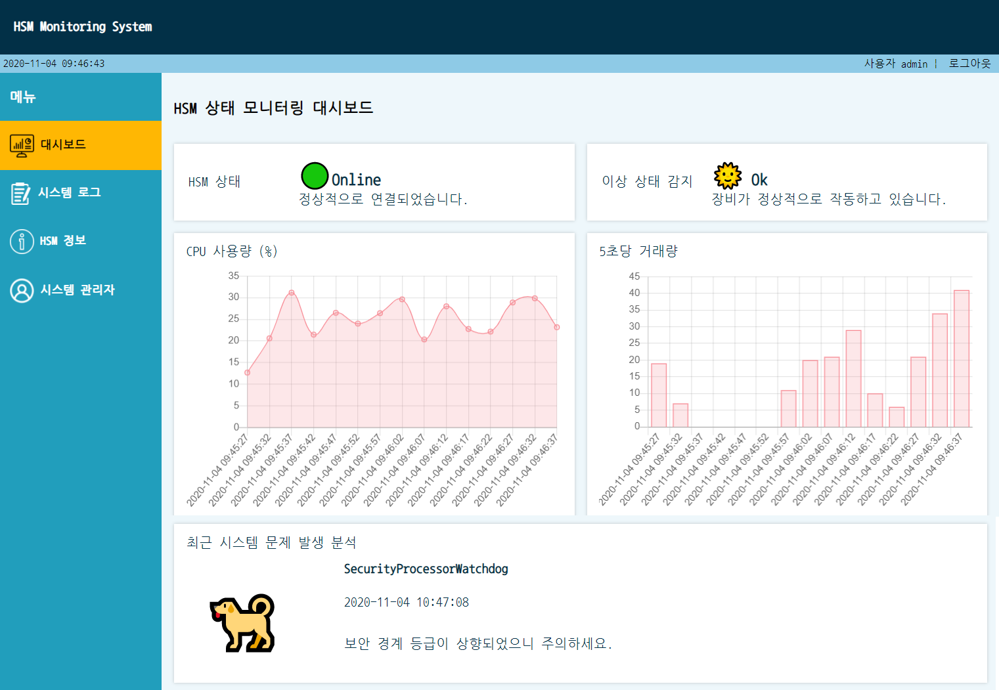 HSM Monitoring System
2020-11-04 09:46:43
사용자 admin | 로그아웃
메뉴
대시보드
시스템 로그
HSM 정보
시스템 관리자
HSM 상태 모니터링 대시보드
HSM 상태
Online
정상적으로 연결되었습니다.
이상 상태 감지
Ok
장비가 정상적으로 작동하고 있습니다.
CPU 사용량 (%)
35
30
25
20
15
10
5
0
2020-11-04 09:45:27
2020-11-04 09:45:32
2020-11-04 09:45:37
2020-11-04 09:45:42
2020-11-04 09:45:47
2020-11-04 09:45:52
2020-11-04 09:45:57
2020-11-04 09:46:02
2020-11-04 09:46:07
2020-11-04 09:46:12
2020-11-04 09:46:17
2020-11-04 09:46:22
2020-11-04 09:46:27
2020-11-04 09:46:32
2020-11-04 09:46:37
5초당 거래량
45
40
35
30
25
20
15
10
5
0
2020-11-04 09:45:27
2020-11-04 09:45:32
2020-11-04 09:45:37
2020-11-04 09:45:42
2020-11-04 09:45:47
2020-11-04 09:45:52
2020-11-04 09:45:57
2020-11-04 09:46:02
2020-11-04 09:46:07
2020-11-04 09:46:12
2020-11-04 09:46:17
2020-11-04 09:46:22
2020-11-04 09:46:27
2020-11-04 09:46:32
2020-11-04 09:46:37
최근 시스템 문제 발생 분석
SecurityProcessorWatchdog
2020-11-04 10:47:08
보안 경계 등급이 상향되었으니 주의하세요.